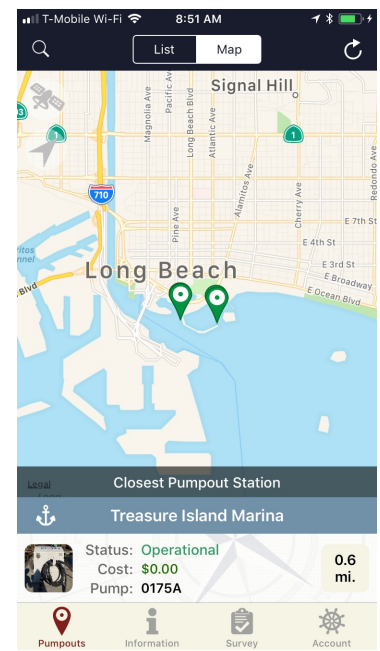 T-Mobile Wi-Fi 8:51 AM
List Map
Signal Hill
Magnolia Ave
Pacific Av
Long Beach Blvd
Atlantic Ave
1
1
710
Alamitos Ave
Cherry Ave
Redondo Ave
Pine Ave
E 7th St
E 4th St
E 3rd St
E Broadway
E Ocean Blvd
Blvd
Long Beach
Legal
Closest Pumpout Station
Treasure Island Marina
Status: Operational
Cost: $0.00
Pump: 0175A
0.6
mi.
Pumpouts Information Survey Account